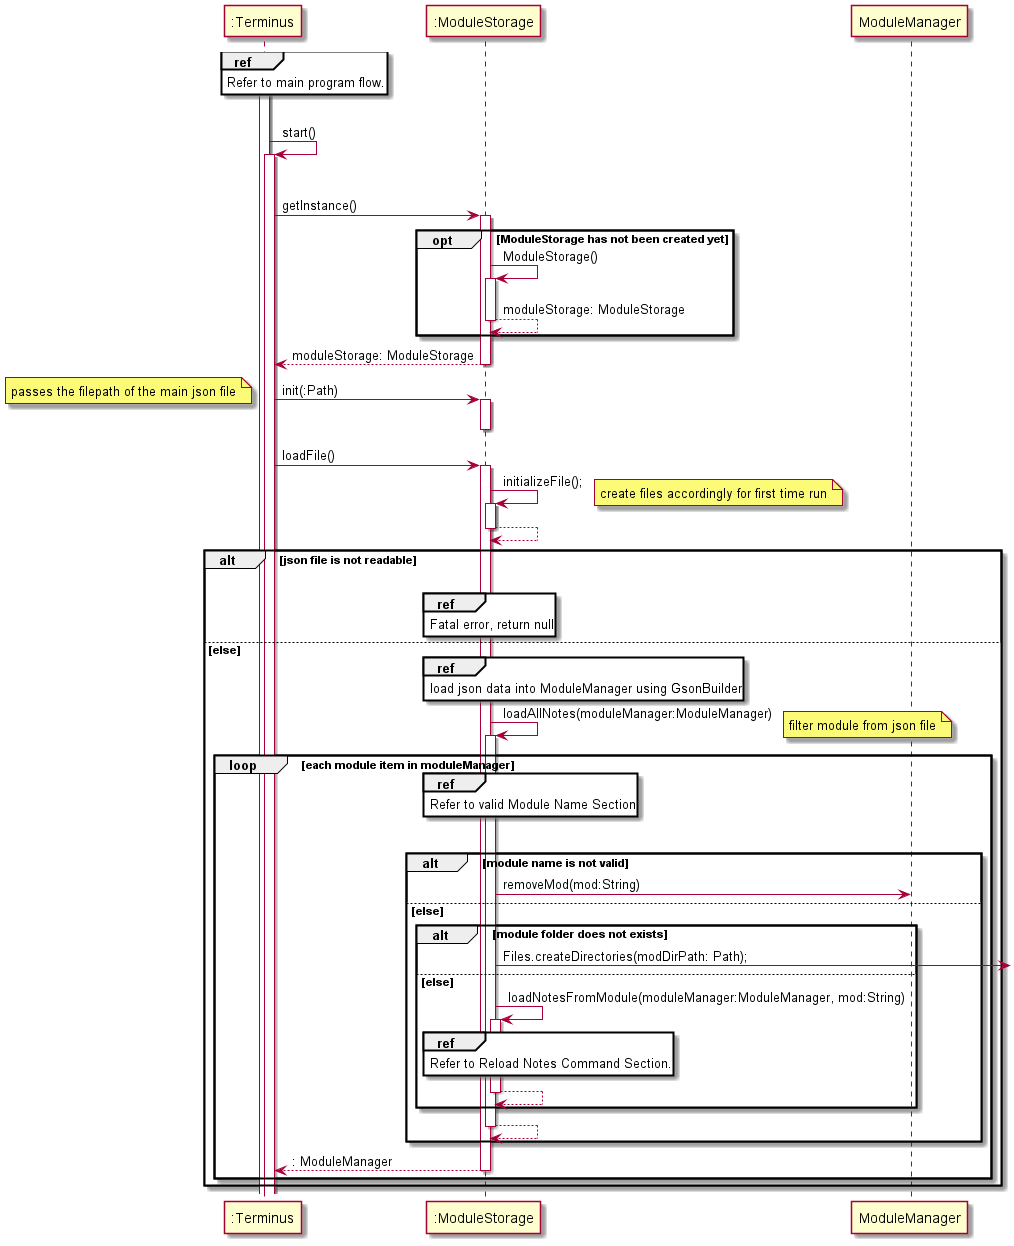 :Terminus
:ModuleStorage
ModuleManager
ref
Refer to main program flow.
start()
getInstance()
opt
[ModuleStorage has not been created yet]
ModuleStorage()
moduleStorage: ModuleStorage
moduleStorage: ModuleStorage
passes the filepath of the main json file
init(:Path)
loadFile()
initializeFile();
create files accordingly for first time run
alt
[json file is not readable]
ref
Fatal error, return null
[else]
ref
load json data into ModuleManager using GsonBuilder
loadAllNotes(moduleManager:ModuleManager)
filter module from json file
loop
[each module item in moduleManager]
ref
Refer to valid Module Name Section
alt
[module name is not valid]
removeMod(mod:String)
[else]
alt
[module folder does not exists]
Files.createDirectories(modDirPath: Path);
[else]
loadNotesFromModule(moduleManager:ModuleManager, mod:String)
ref
Refer to Reload Notes Command Section.
: ModuleManager
:Terminus
:ModuleStorage
ModuleManager